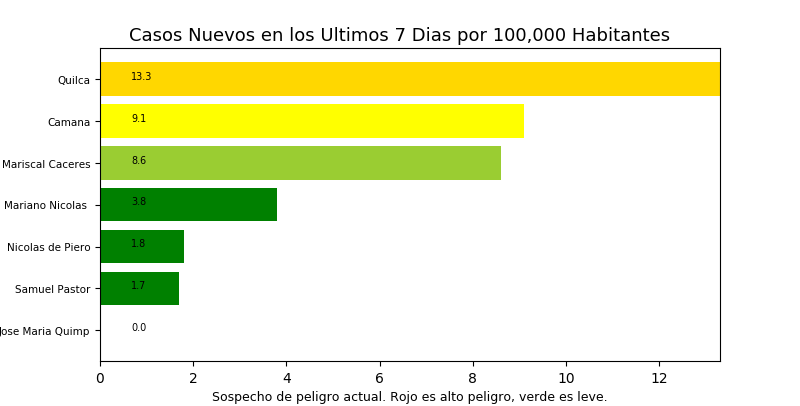 Casos Nuevos en los Ultimos 7 Dias por 100,000 Habitantes
Quilca
13.3
Camana
9.1
Mariscal Caceres
8.6
Mariano Nicolas
3.8
Nicolas de Piero
1.8
Samuel Pastor
1.7
Jose Maria Quimp
0.0
0 2 4 6 8 10 12
Sospecho de peligro actual. Rojo es alto peligro, verde es leve.